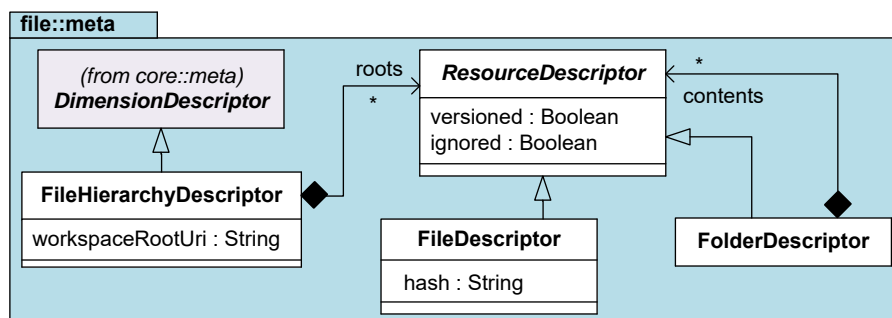 file::meta
(from core::meta)
DimensionDescriptor
roots
*
ResourceDescriptor
versioned : Boolean
ignored : Boolean
*
contents
FileHierarchyDescriptor
workspaceRootUri : String
FileDescriptor
hash : String
FolderDescriptor